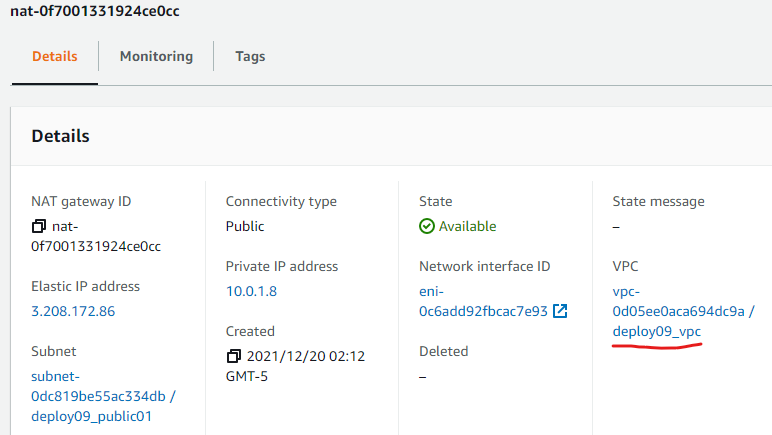 nat-0f7001331924ce0cc
Details
Monitoring
Tags
Details
NAT gateway ID
nat-
0f7001331924ce0cc
Elastic IP address
3.208.172.86
Subnet
subnet-
0dc819be55ac334db /
deploy09_public01
Connectivity type
Public
Private IP address
10.0.1.8
Created
2021/12/20 02:12
GMT-5
State
Available
Network interface ID
eni-
0c6add92fbcac7e93
Deleted
–
State message
–
VPC
vpc-
0d05ee0aca694dc9a /
deploy09_vpc